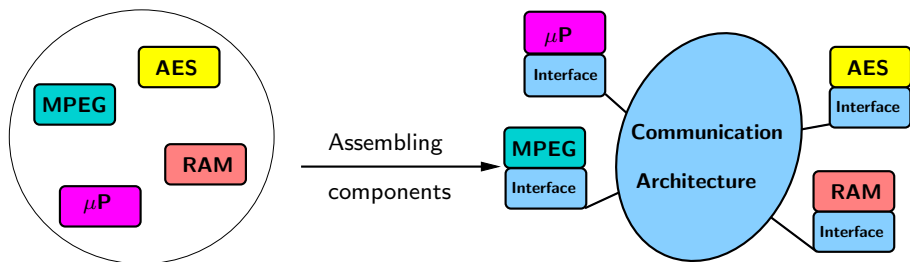 AES
MPEG
RAM
μP
Assembling
components
μP
Interface
MPEG
Interface
Communication
Architecture
AES
Interface
RAM
Interface